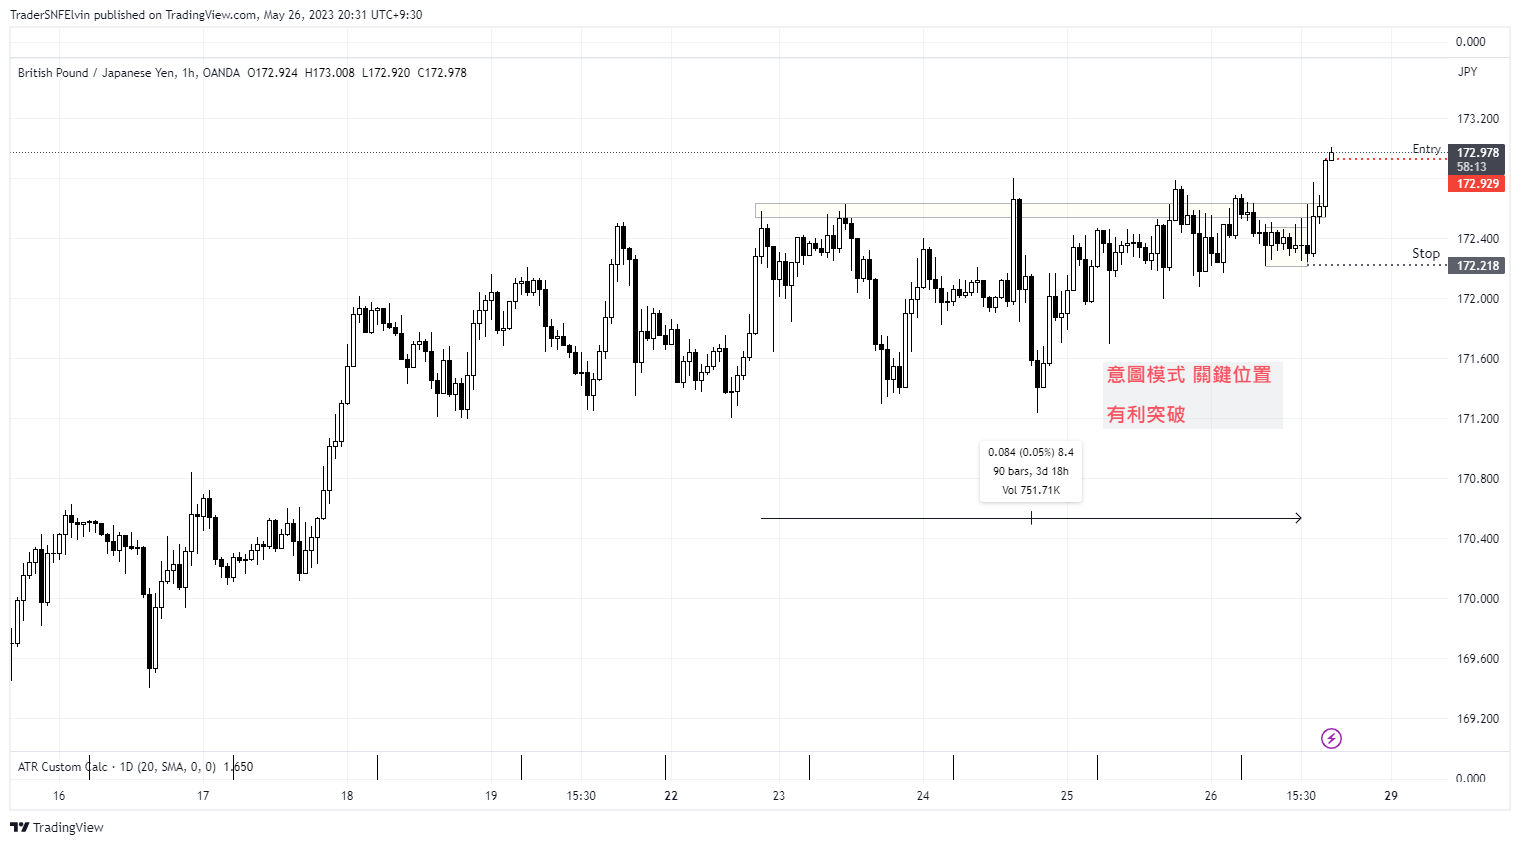 TraderSNFElvin published on TradingView.com, May 26, 2023 20:31 UTC+9:30
0.000
British Pound / Japanese Yen, 1h, OANDA O172.924 H173.008 L172.920 C172.978
JPY
173.200
Entry
172.978
58:13
172.929
172.400
Stop
172.218
172.000
171.600
意圖模式 關鍵位置
171.200
有利突破
0.084 (0.05%) 8.4
90 bars, 3d 18h
Vol 751.71K
170.800
170.400
170.000
169.600
169.200
ATR Custom Calc · 1D (20, SMA, 0, 0) 1.650
0.000
16 17 18 19 15:30 22 23 24 25 26 15:30 29
TradingView